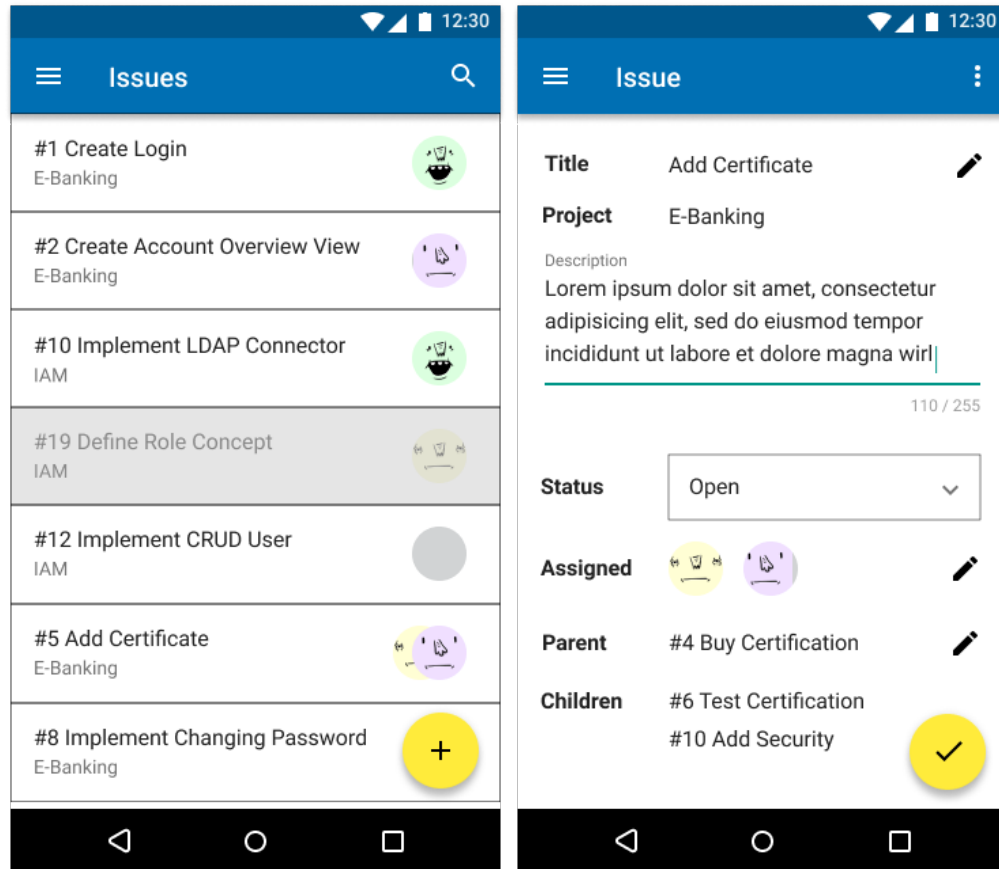 12:30
Issues
#1 Create Login
E-Banking
#2 Create Account Overview View
E-Banking
#10 Implement LDAP Connector
IAM
#19 Define Role Concept
IAM
#12 Implement CRUD User
IAM
#5 Add Certificate
E-Banking
#8 Implement Changing Password
E-Banking
12:30
Issue
Title Add Certificate
Project E-Banking
Description
Lorem ipsum dolor sit amet, consectetur
adipisicing elit, sed do eiusmod tempor
incididunt ut labore et dolore magna wirl
110 / 255
Status Open
Assigned
Parent #4 Buy Certification
Children #6 Test Certification
#10 Add Security